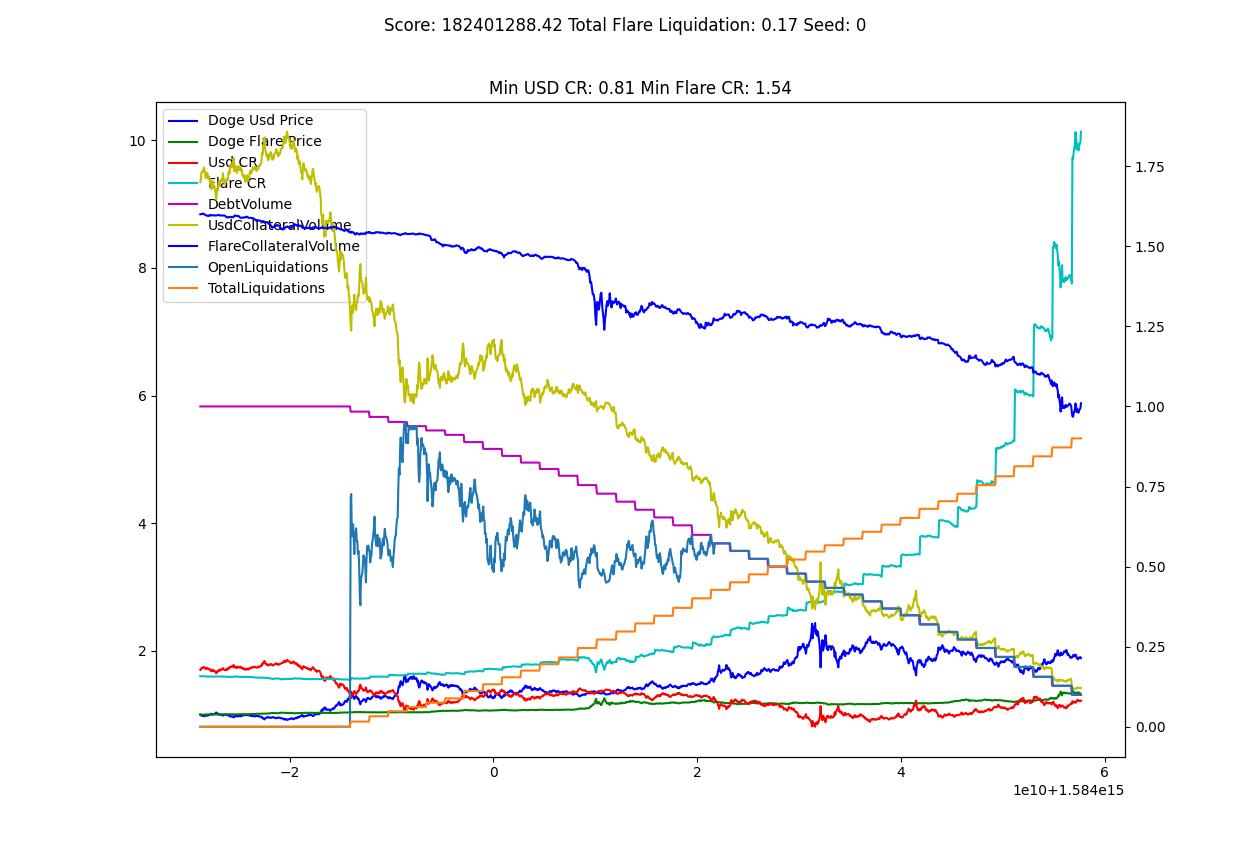 Score: 182401288.42 Total Flare Liquidation: 0.17 Seed: 0
Min USD CR: 0.81 Min Flare CR: 1.54
Doge Usd Price
Doge Flare Price
Usd CR
Flare CR
DebtVolume
UsdCollateralVolume
FlareCollateralVolume
OpenLiquidations
TotalLiquidations
10
8
6
4
2
1.75
1.50
1.25
1.00
0.75
0.50
0.25
0.00
−2 0 2 4 6
1e10+1.584e15